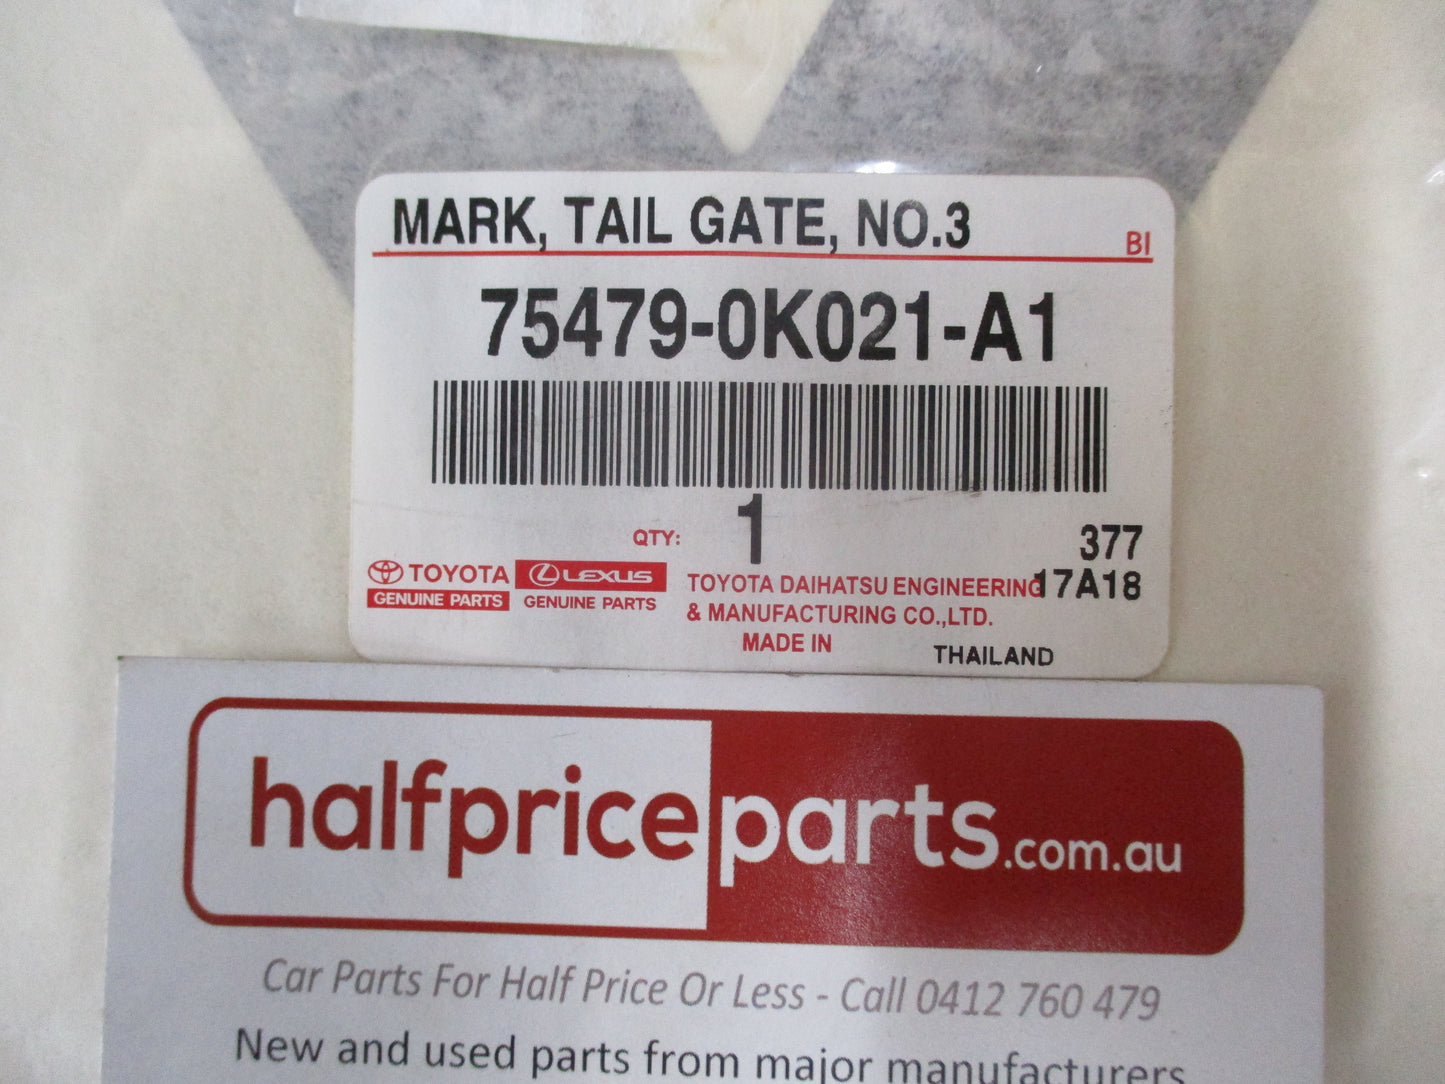 MARK, TAIL GATE, NO.3
BI
75479-0K021-A1
QTY: 1
377
17A18
TOYOTA
GENUINE PARTS
LEXUS
GENUINE PARTS
TOYOTA DAIHATSU ENGINEERING
& MANUFACTURING CO.,LTD.
MADE IN THAILAND
halfpriceparts.com.au
Car Parts For Half Price Or Less - Call 0412 760 479
New and used parts from major manufacturers